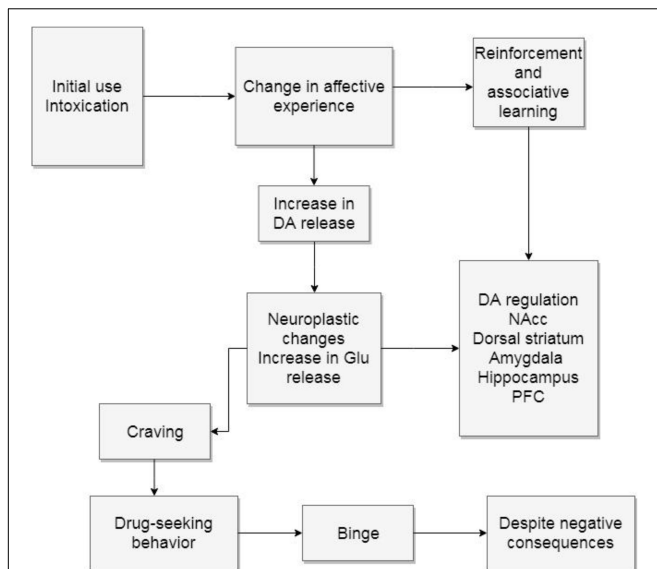 Initial use
Intoxication
Change in affective
experience
Reinforcement
and
associative
learning
Increase in
DA release
Neuroplastic
changes
Increase in Glu
release
DA regulation
NAcc
Dorsal striatum
Amygdala
Hippocampus
PFC
Craving
Drug-seeking
behavior
Binge
Despite negative
consequences